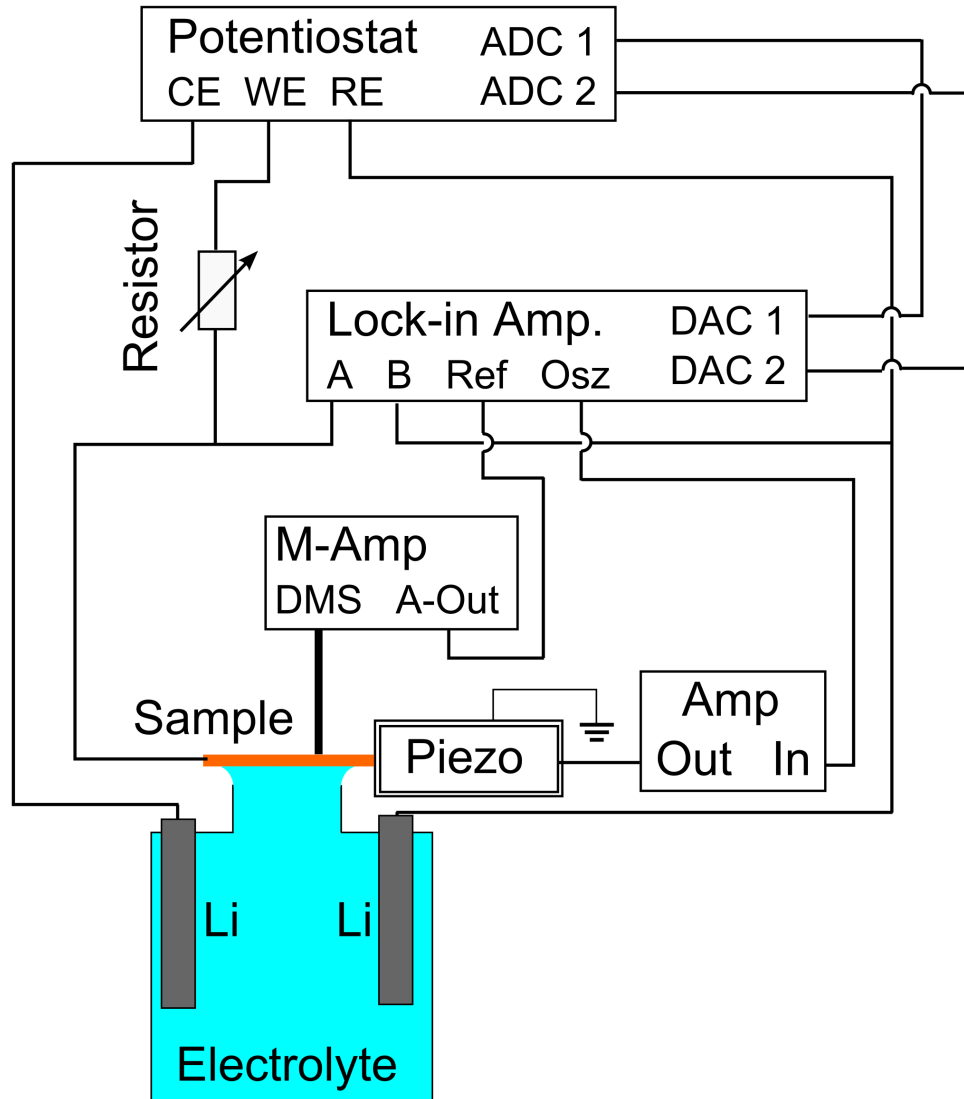 Potentiostat ADC 1
CE WE RE ADC 2
Resistor
Lock-in Amp. DAC 1
A B Ref Osz DAC 2
M-Amp
DMS A-Out
Sample
Piezo
Amp
Out In
Li Li
Electrolyte